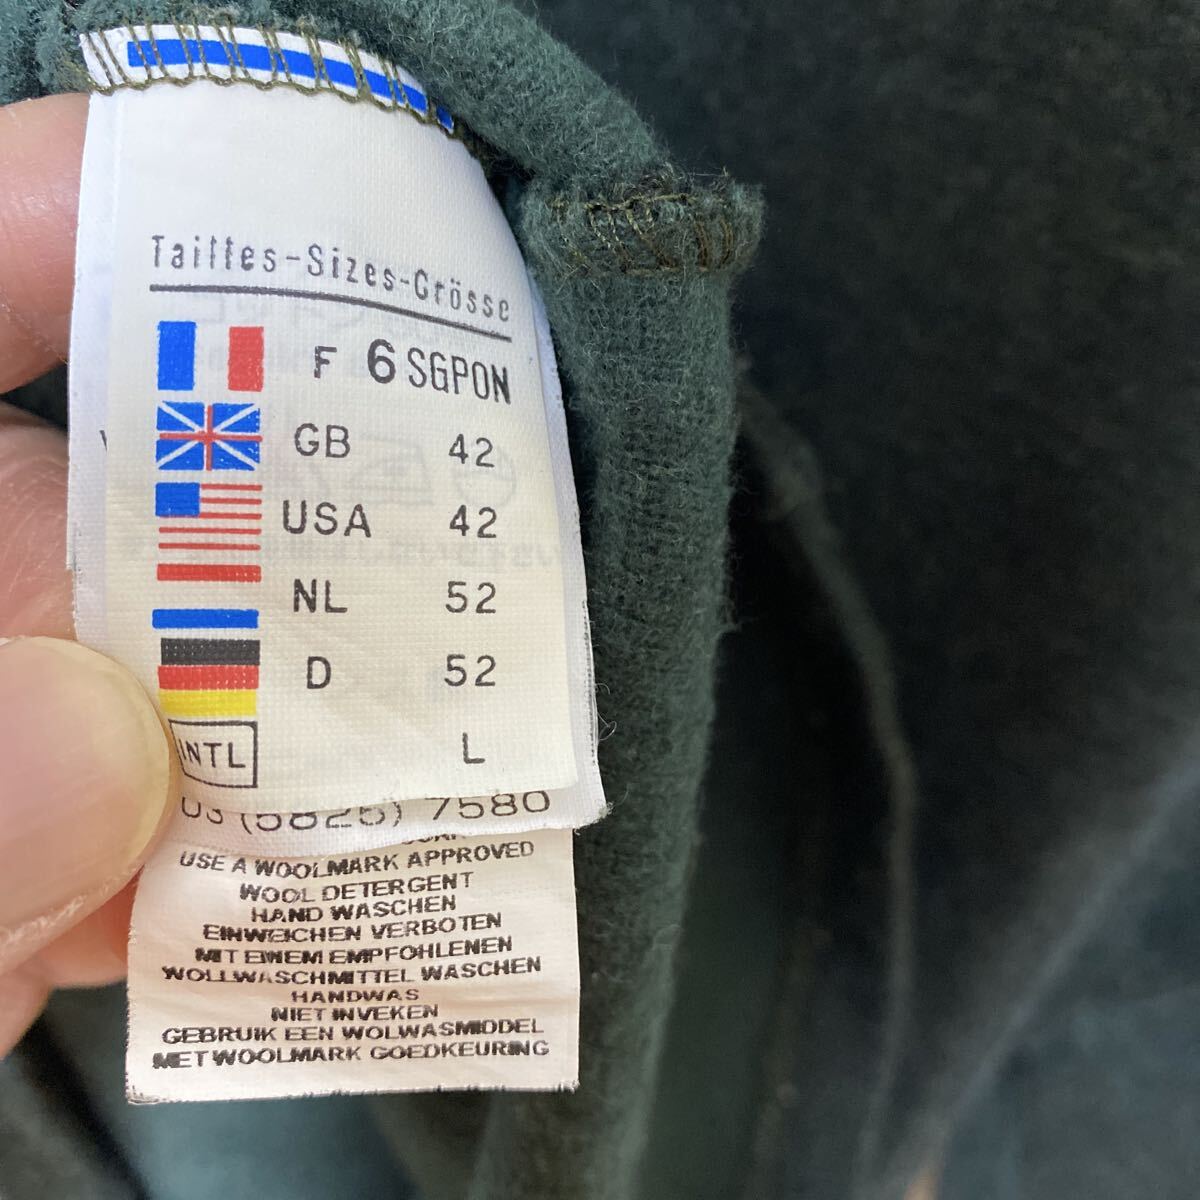 Tailles-Sizes-Grösse
F 6 SGPON
GB 42
USA 42
NL 52
D 52
INTL L
03 (5825) 7580
USE A WOOLMARK APPROVED
WOOL DETERGENT
HAND WASCHEN
EINWEICHEN VERBOTEN
MIT EINEM EMPFOHLENEN
WOLLWASCHMITTEL WASCHEN
HANDWAS
NIET INVEKEN
GEBRUIK EEN WOLWASMIDDEL
MET WOOLMARK GOEDKEURING